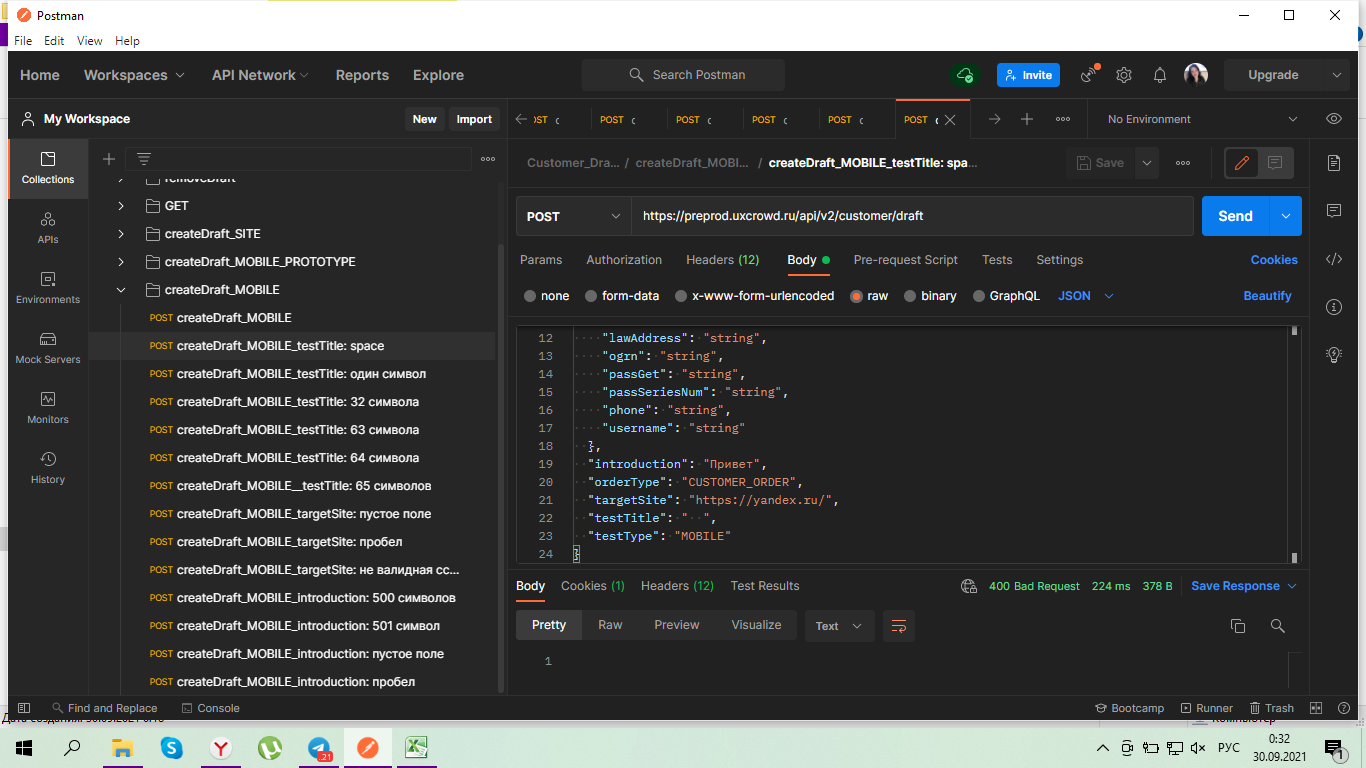 Postman
File Edit View Help
Home Workspaces API Network Reports Explore Search Postman Invite Upgrade
My Workspace New Import
POST c POST c POST c POST c POST c No Environment
Collections
APIs
Environments
Mock Servers
Monitors
History
GET
createDraft_SITE
createDraft_MOBILE_PROTOTYPE
createDraft_MOBILE
POST createDraft_MOBILE
POST createDraft_MOBILE_testTitle: space
POST createDraft_MOBILE_testTitle: один символ
POST createDraft_MOBILE_testTitle: 32 символа
POST createDraft_MOBILE_testTitle: 63 символа
POST createDraft_MOBILE_testTitle: 64 символа
POST createDraft_MOBILE__testTitle: 65 символов
POST createDraft_MOBILE_targetSite: пустое поле
POST createDraft_MOBILE_targetSite: пробел
POST createDraft_MOBILE_targetSite: не валидная сс...
POST createDraft_MOBILE_introduction: 500 символов
POST createDraft_MOBILE_introduction: 501 символ
POST createDraft_MOBILE_introduction: пустое поле
POST createDraft_MOBILE_introduction: пробел
Customer_Dra... / createDraft_MOBI... / createDraft_MOBILE_testTitle: spa... Save
POST https://preprod.uxcrowd.ru/api/v2/customer/draft Send
Params Authorization Headers (12) Body Pre-request Script Tests Settings Cookies
none form-data x-www-form-urlencoded raw binary GraphQL JSON Beautify
12 "lawAddress": "string",
13 "ogrn": "string",
14 "passGet": "string",
15 "passSeriesNum": "string",
16 "phone": "string",
17 "username": "string"
18 },
19 "introduction": "Привет",
20 "orderType": "CUSTOMER_ORDER",
21 "targetSite": "https://yandex.ru/",
22 "testTitle": "  ",
23 "testType": "MOBILE"
24 }
Body Cookies (1) Headers (12) Test Results 400 Bad Request 224 ms 378 B Save Response
Pretty Raw Preview Visualize Text
1
Find and Replace Console Bootcamp Runner Trash
21 РУС 0:32
30.09.2021 1